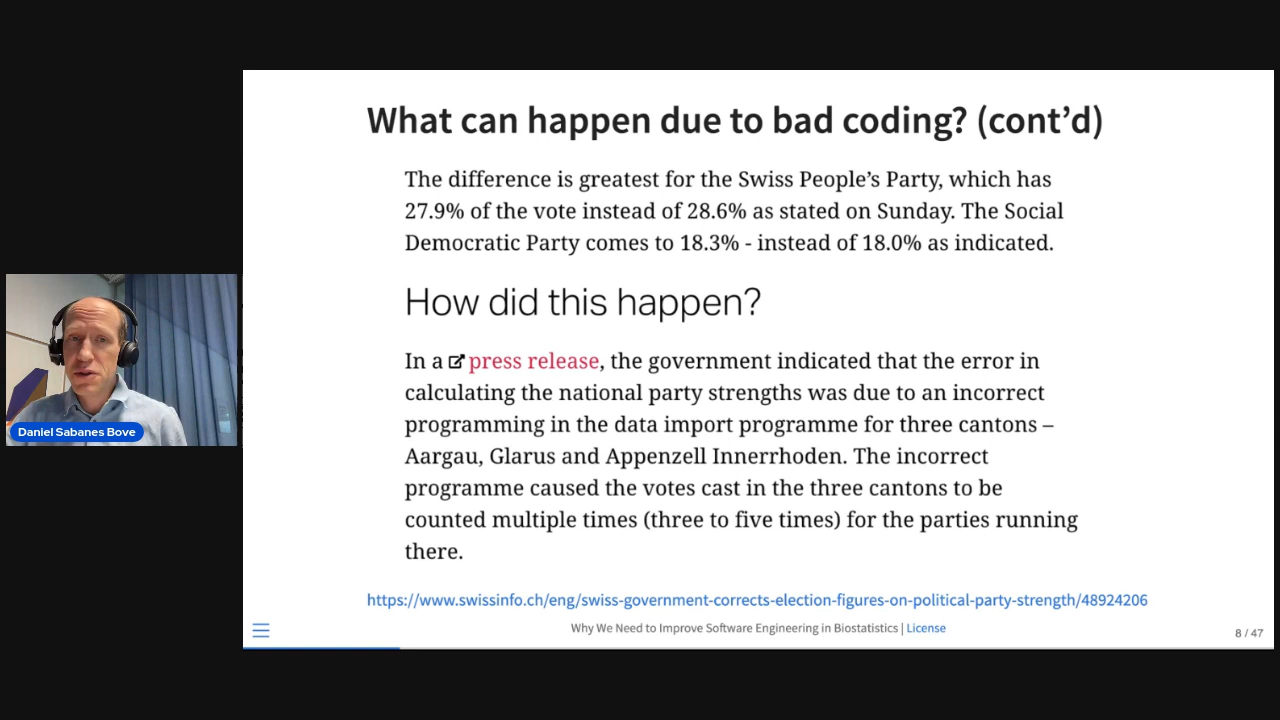 What can happen due to bad coding? (cont’d)
The difference is greatest for the Swiss People’s Party, which has
27.9% of the vote instead of 28.6% as stated on Sunday. The Social
Democratic Party comes to 18.3% - instead of 18.0% as indicated.
How did this happen?
In a press release, the government indicated that the error in
calculating the national party strengths was due to an incorrect
programming in the data import programme for three cantons –
Aargau, Glarus and Appenzell Innerrhoden. The incorrect
programme caused the votes cast in the three cantons to be
counted multiple times (three to five times) for the parties running
there.
https://www.swissinfo.ch/eng/swiss-government-corrects-election-figures-on-political-party-strength/48924206
Why We Need to Improve Software Engineering in Biostatistics | License
8 / 47
Daniel Sabanes Bove